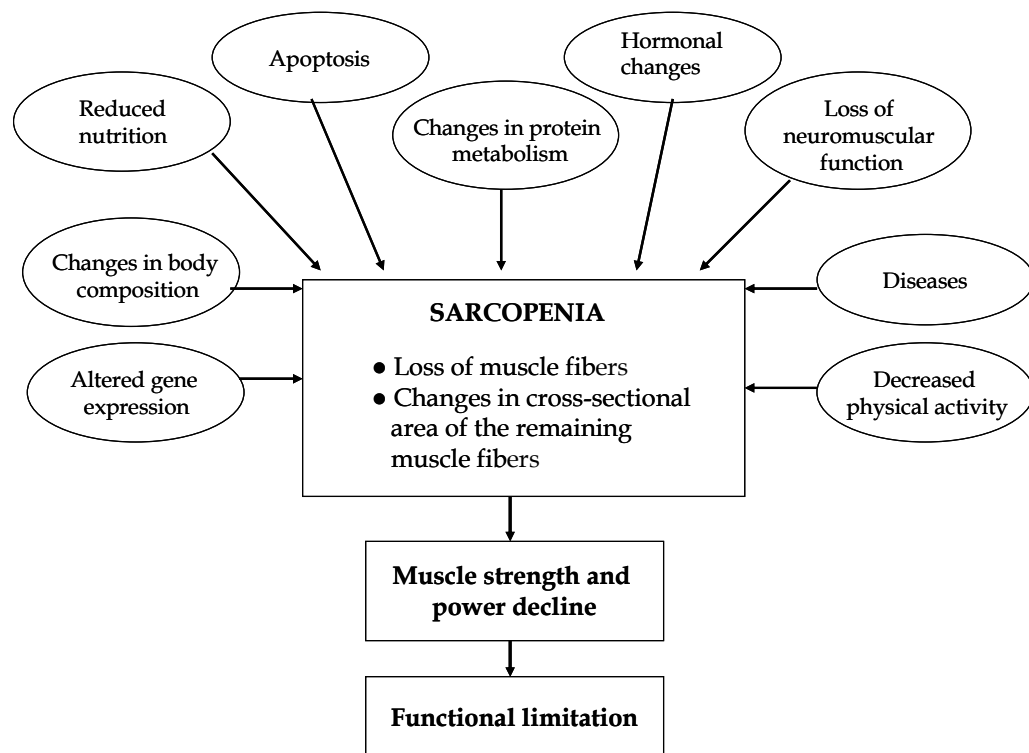 Apoptosis
Hormonal
changes
Reduced
nutrition
Changes in protein
metabolism
Loss of
neuromuscular
function
Changes in body
composition
Diseases
Altered gene
expression
Decreased
physical activity
SARCOPENIA
● Loss of muscle fibers
● Changes in cross-sectional
area of the remaining
muscle fibers
Muscle strength and
power decline
Functional limitation